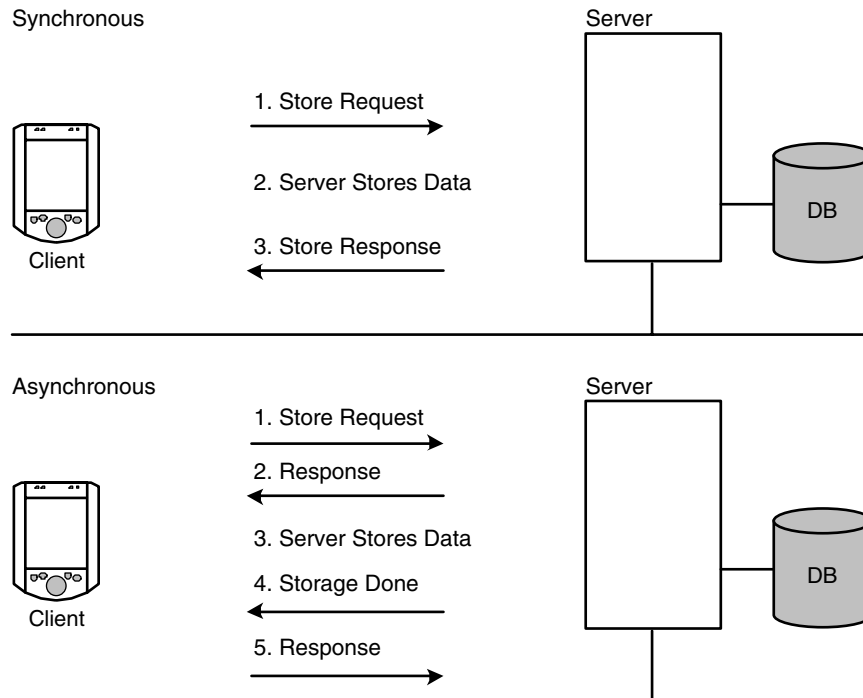 Synchronous
Server
1. Store Request
2. Server Stores Data
3. Store Response
Client
DB
Asynchronous
Server
1. Store Request
2. Response
3. Server Stores Data
4. Storage Done
5. Response
Client
DB